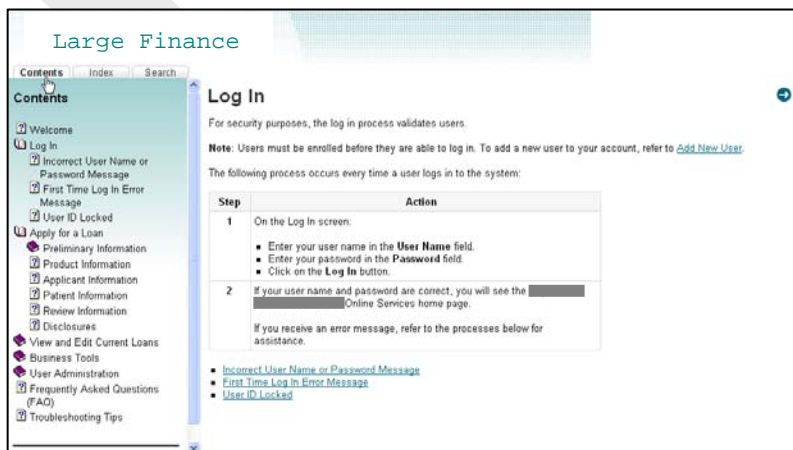 Large Finance
Contents Index Search
Contents
Welcome
Log In
Incorrect User Name or
Password Message
First Time Log In Error
Message
User ID Locked
Apply for a Loan
Preliminary Information
Product Information
Applicant Information
Patient Information
Review Information
Disclosures
View and Edit Current Loans
Business Tools
User Administration
Frequently Asked Questions
(FAQ)
Troubleshooting Tips
Log In
For security purposes, the log in process validates users.
Note: Users must be enrolled before they are able to log in. To add a new user to your account, refer to Add New User.
The following process occurs every time a user logs in to the system:
Step Action
1 On the Log In screen:
Enter your user name in the User Name field.
Enter your password in the Password field.
Click on the Log In button.
2 If your user name and password are correct, you will see the
Online Services home page.
If you receive an error message, refer to the processes below for
assistance.
Incorrect User Name or Password Message
First Time Log In Error Message
User ID Locked